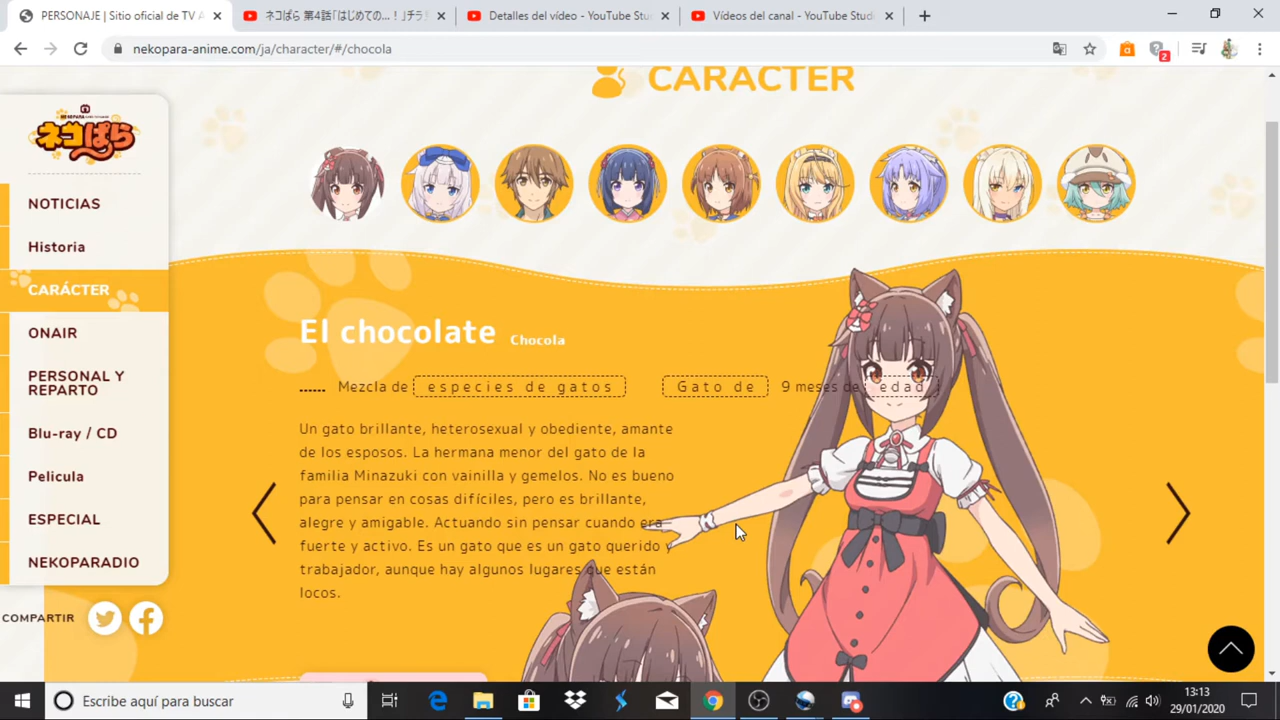 PERSONAJE | Sitio oficial de TV A
ネコぱら 第4話「はじめての...！」チラ
Detalles del vídeo - YouTube Stu
Vídeos del canal - YouTube Studi
nekopara-anime.com/ja/character/#/chocola
2
CARACTER
ネコぱら
NOTICIAS
Historia
CARÁCTER
ONAIR
PERSONAL Y
REPARTO
Blu-ray / CD
Pelicula
ESPECIAL
NEKOPARADIO
COMPARTIR
El chocolate Chocola
Mezcla de especies de gatos Gato de 9 meses de edad
Un gato brillante, heterosexual y obediente, amante
de los esposos. La hermana menor del gato de la
familia Minazuki con vainilla y gemelos. No es bueno
para pensar en cosas difíciles, pero es brillante,
alegre y amigable. Actuando sin pensar cuando era
fuerte y activo. Es un gato que es un gato querido y
trabajador, aunque hay algunos lugares que están
locos.
Escribe aquí para buscar
13:13
29/01/2020